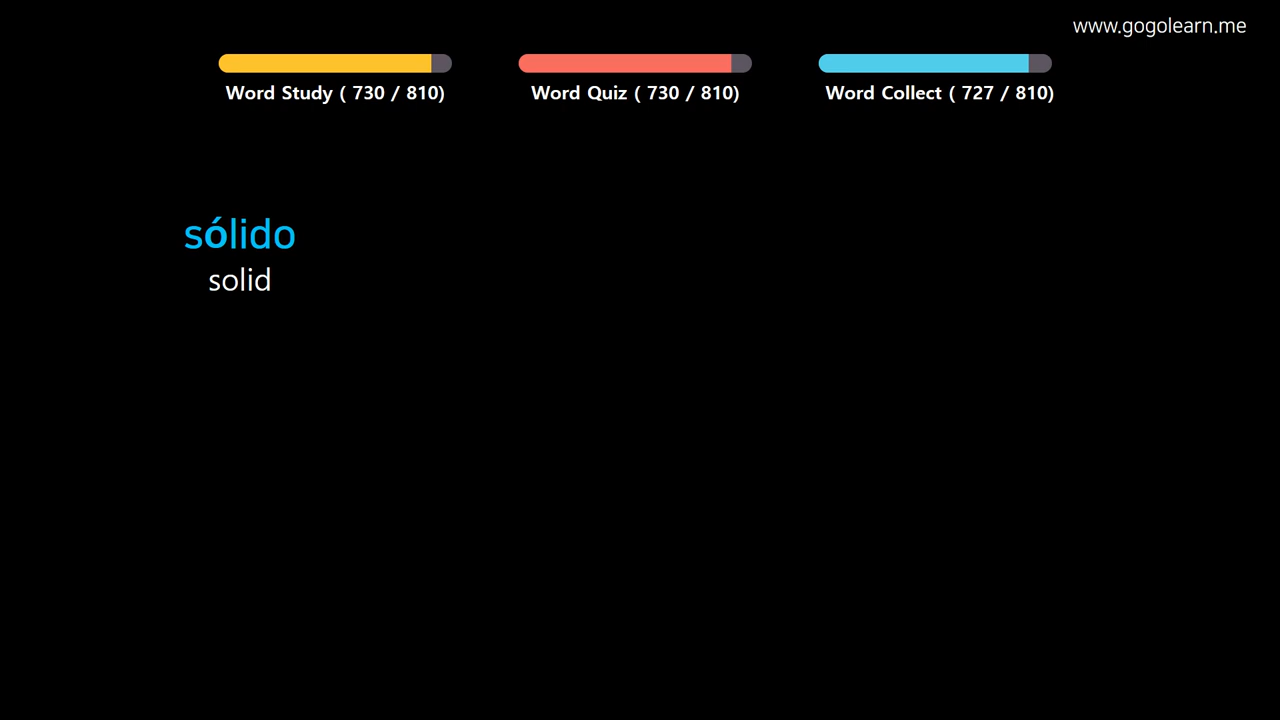 www.gogolearn.me
Word Study ( 730 / 810)
Word Quiz ( 730 / 810)
Word Collect ( 727 / 810)
sólido
solid